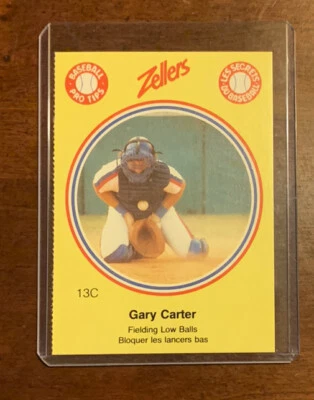 BASEBALL
PRO TIPS
Zellers
LES SECRETS
DU BASEBALL
13C
Gary Carter
Fielding Low Balls
Bloquer les lancers bas